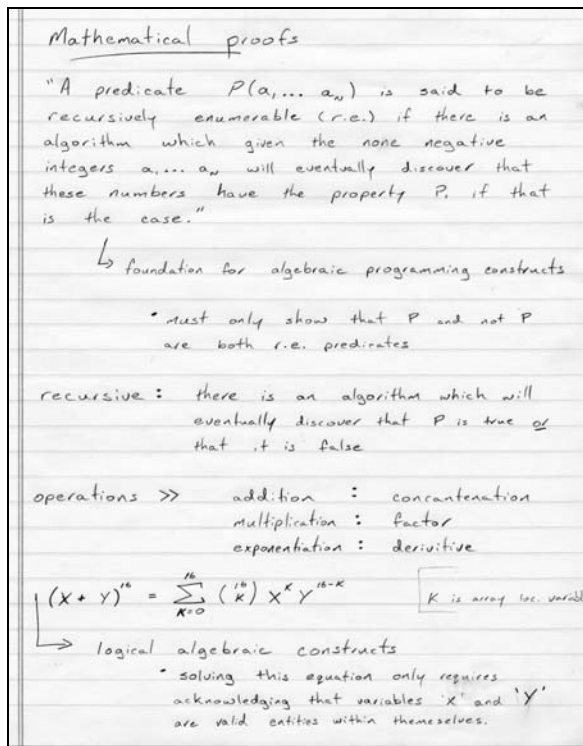 Mathematical proofs
"A predicate P(a,... aN) is said to be
recursively enumerable (r.e.) if there is an
algorithm which given the none negative
integers a,... aN will eventually discover that
these numbers have the property P, if that
is the case."
↳ foundation for algebraic programming constructs
• must only show that P and not P
are both r.e. predicates
recursive : there is an algorithm which will
eventually discover that P is true or
that it is false
operations >> addition : concantenation
multiplication : factor
exponentiation : derivitive
(X + Y)^16 = ∑_{K=0}^{16} (16 K) X^K Y^{16-K} K is array loc. variabl
↳ logical algebraic constructs
• solving this equation only requires
acknowledging that variables 'X' and 'Y'
are valid entities within themeselves.